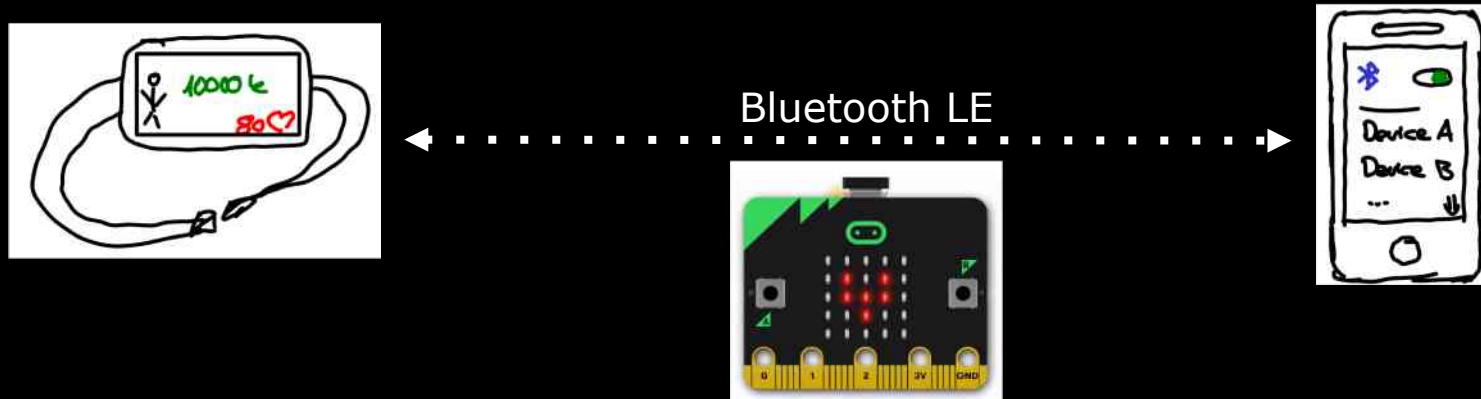 10000 k
80
Bluetooth LE
Device A
Device B
...
A
B
0
1
2
3V
GND